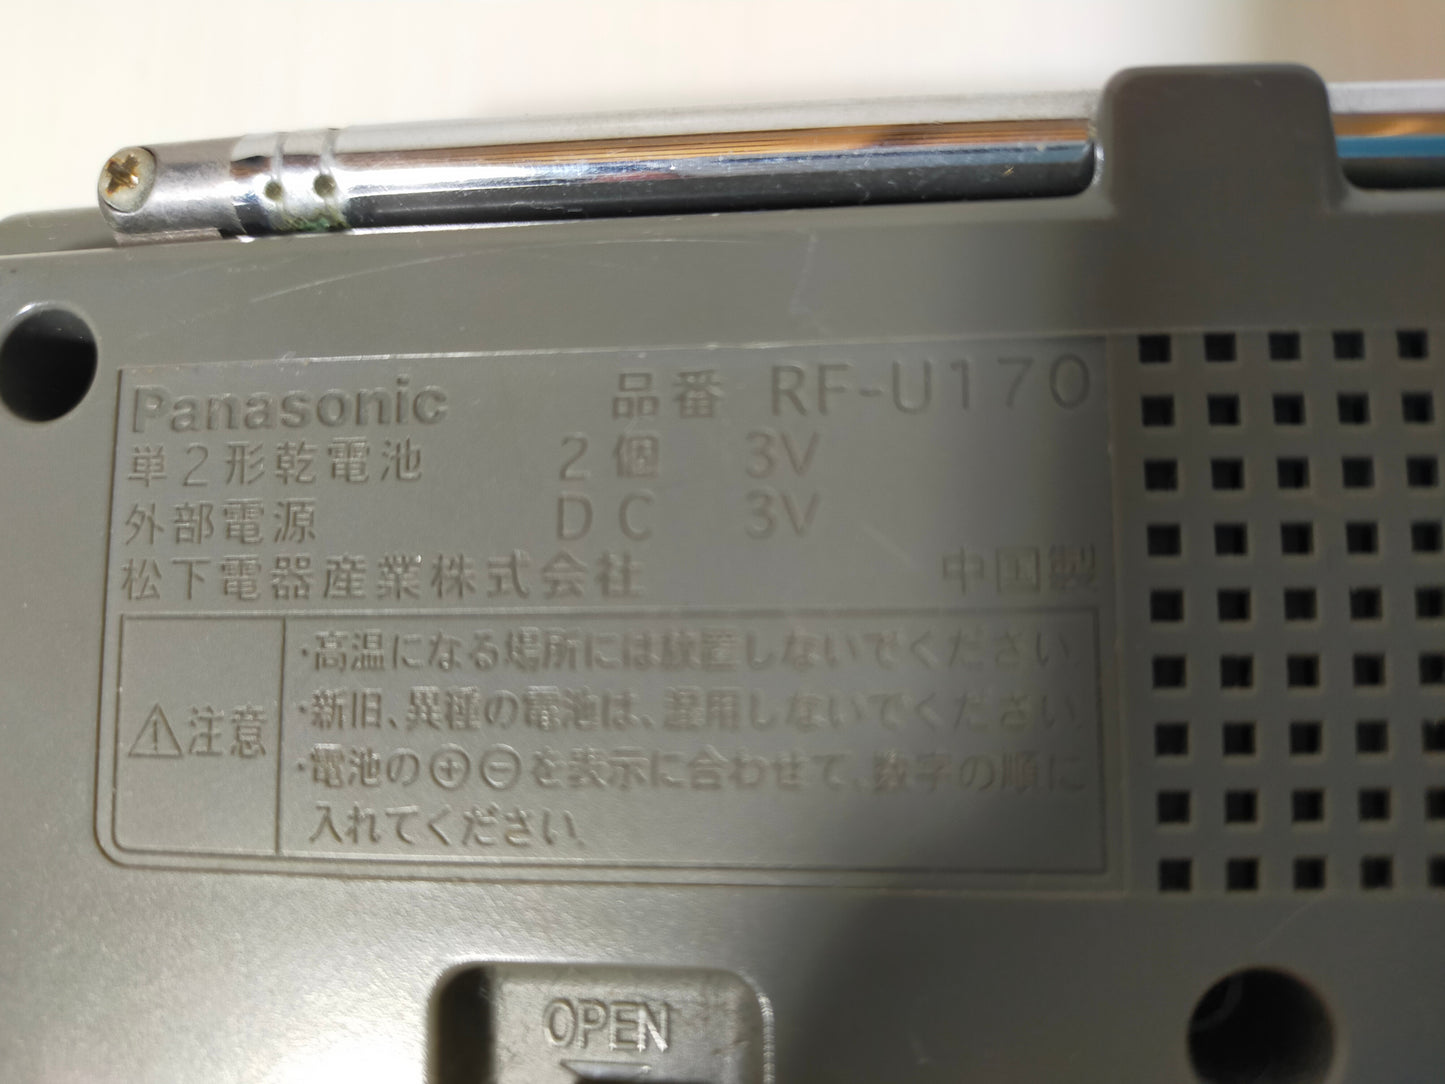 Panasonic 品番 RF-U170
単2形乾電池 2個 3V
外部電源 DC 3V
松下電器産業株式会社 中国製
⚠注意
・高温になる場所には放置しないでください。
・新旧、異種の電池は、混用しないでください。
・電池の⊕⊖を表示に合わせて、数字の順に
入れてください。
OPEN